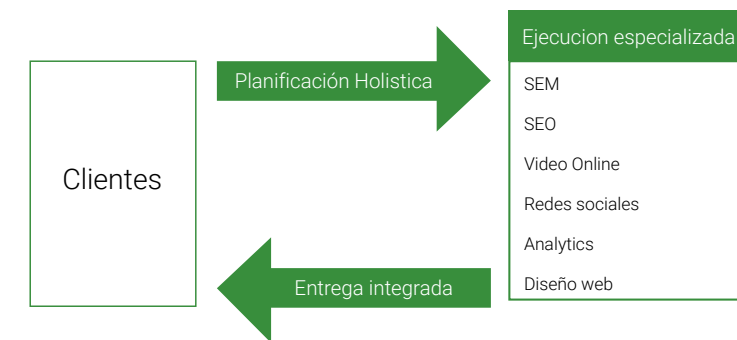 Ejecucion especializada
Planificación Holistica
SEM
SEO
Video Online
Clientes
Redes sociales
Analytics
Entrega integrada
Diseño web